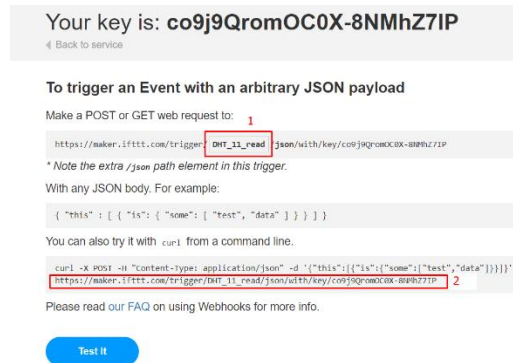 Your key is: co9j9QromOC0X-8NMhZ7IP
Back to service
To trigger an Event with an arbitrary JSON payload
Make a POST or GET web request to:
1
https://maker.ifttt.com/trigger/ DHT_11_read /json/with/key/co9j9QromOC0X-8NMhZ7IP
* Note the extra /json path element in this trigger.
With any JSON body. For example:
{ "this" : [ { "is": { "some": [ "test", "data" ] } } ] }
You can also try it with curl from a command line.
curl -X POST -H "Content-Type: application/json" -d '{"this":[{"is":{"some":["test","data"]}}]}'
https://maker.ifttt.com/trigger/DHT_11_read/json/with/key/co9j9QromOC0X-8NMhZ7IP 2
Please read our FAQ on using Webhooks for more info.
Test It